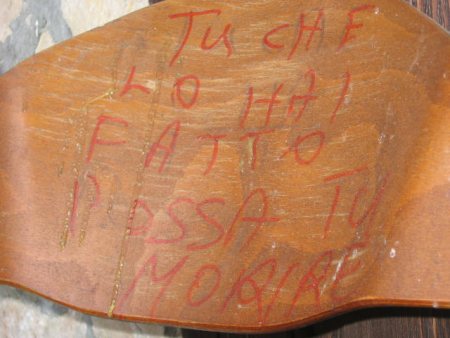 TU CHE
LO HAI
FATTO
POSSA TU
MORIRE